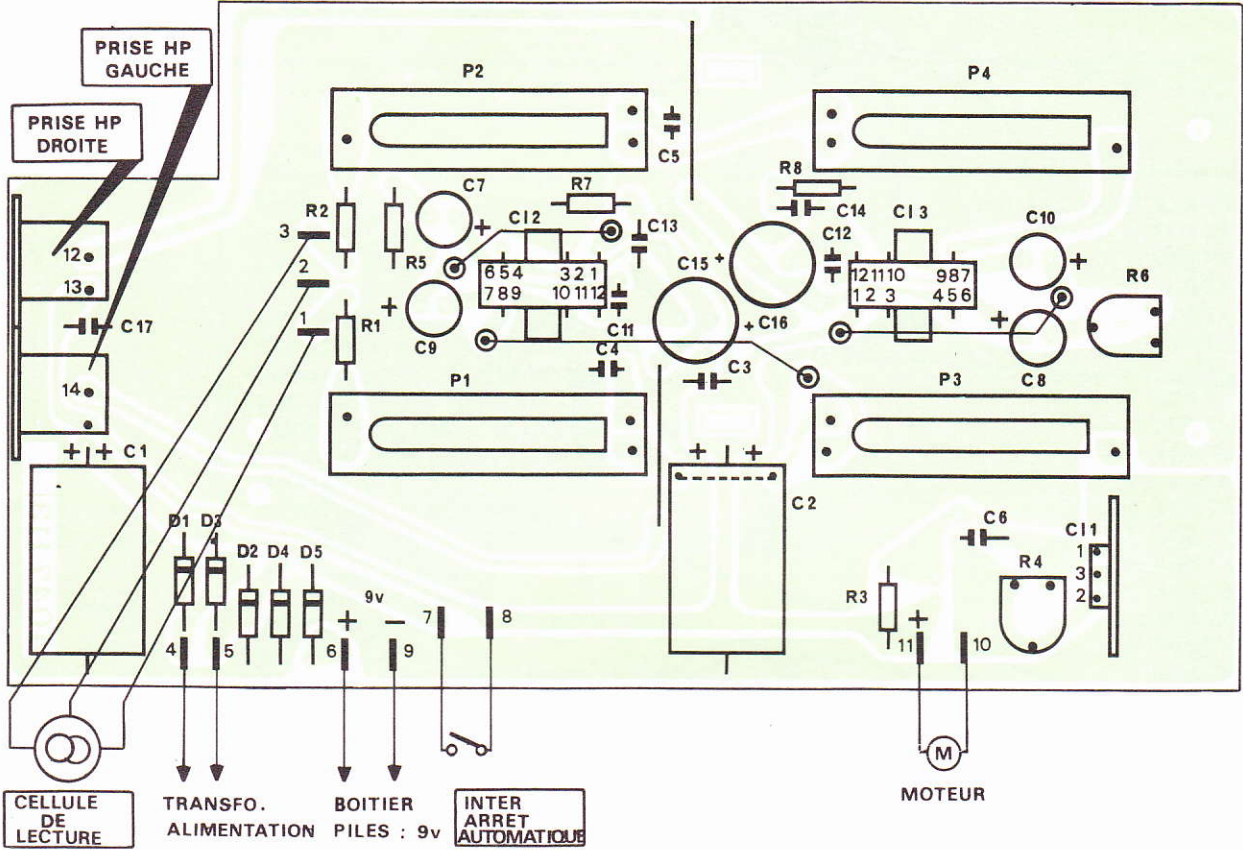 PRISE HP
GAUCHE
PRISE HP
DROITE
P2
P4
C5
R8
C7
R7
R2
C12
C14
C13
C13
C10
3
12
R5
C12
2
654
321
C15
+
121110
987
R6
13
789
10 11 12
1 2 3
456
+
+
+
C17
1
R1
C11
+
C16
+
C9
C4
C3
C8
14
P1
P3
+ +
C1
+ +
C2
D1
D3
C6
C11
D2
D4
D5
1
3
2
R4
9v
R3
+
-
7
8
+
4
5
6
9
11
10
M
CELLULE
DE
LECTURE
TRANSFO.
ALIMENTATION
BOITIER
PILES : 9v
INTER
ARRET
AUTOMATIQUE
MOTEUR